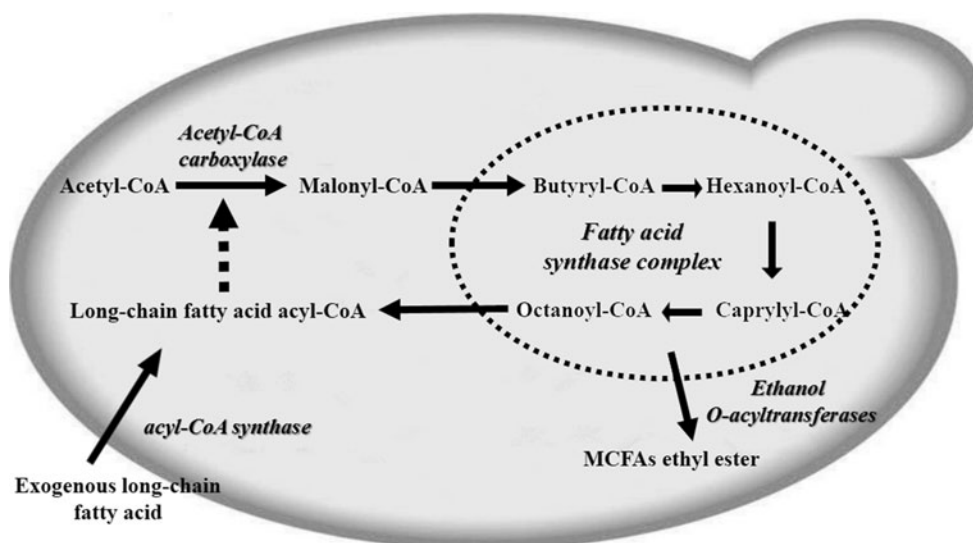 Acetyl-CoA
carboxylase
Acetyl-CoA
Malonyl-CoA
Butyryl-CoA
Hexanoyl-CoA
Fatty acid
synthase complex
Long-chain fatty acid acyl-CoA
Octanoyl-CoA
Caprylyl-CoA
Ethanol
O-acyltransferases
acyl-CoA synthase
MCFAs ethyl ester
Exogenous long-chain
fatty acid